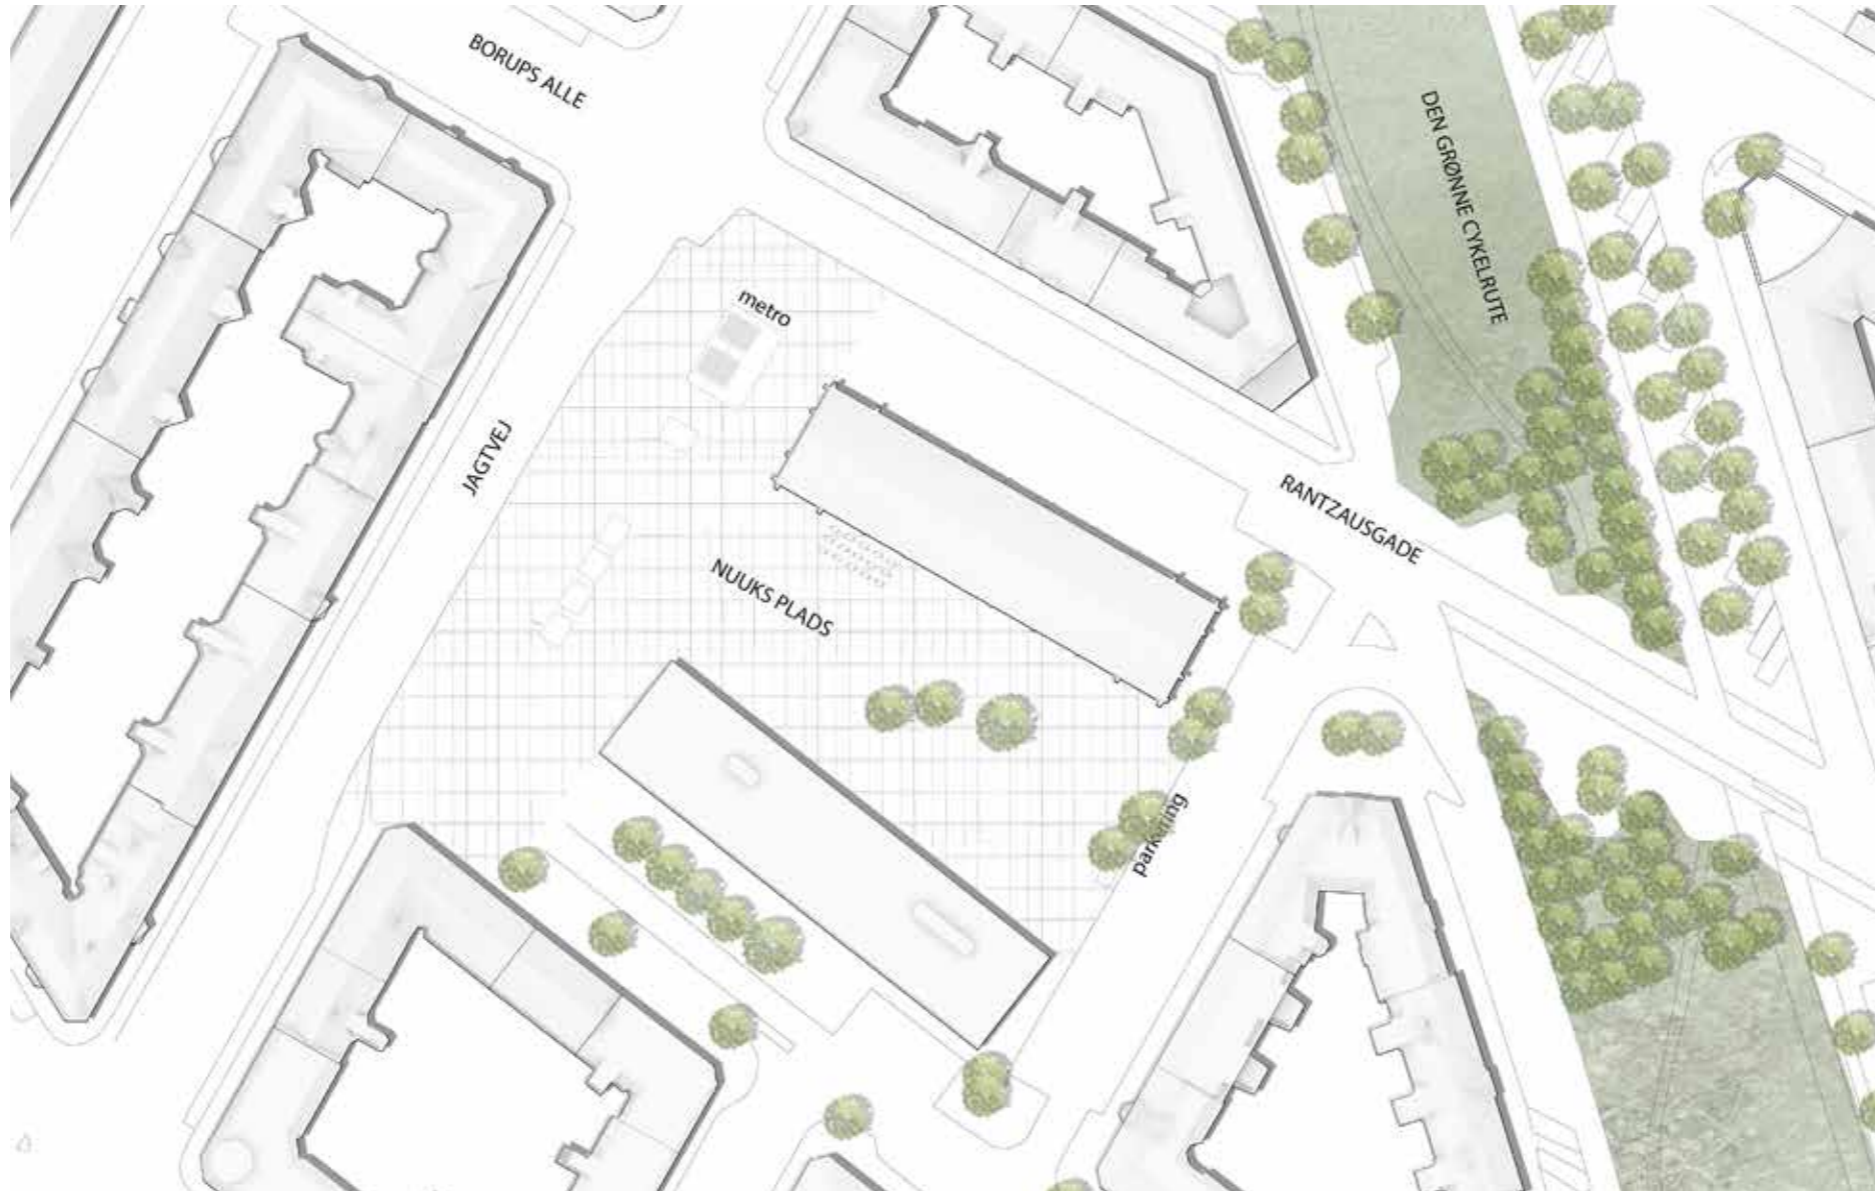 BORUPS ALLE
DEN GRØNNE CYKELRUTE
metro
JAGTVEJ
RANTZAUSGADE
NUUKS PLADS
parkering